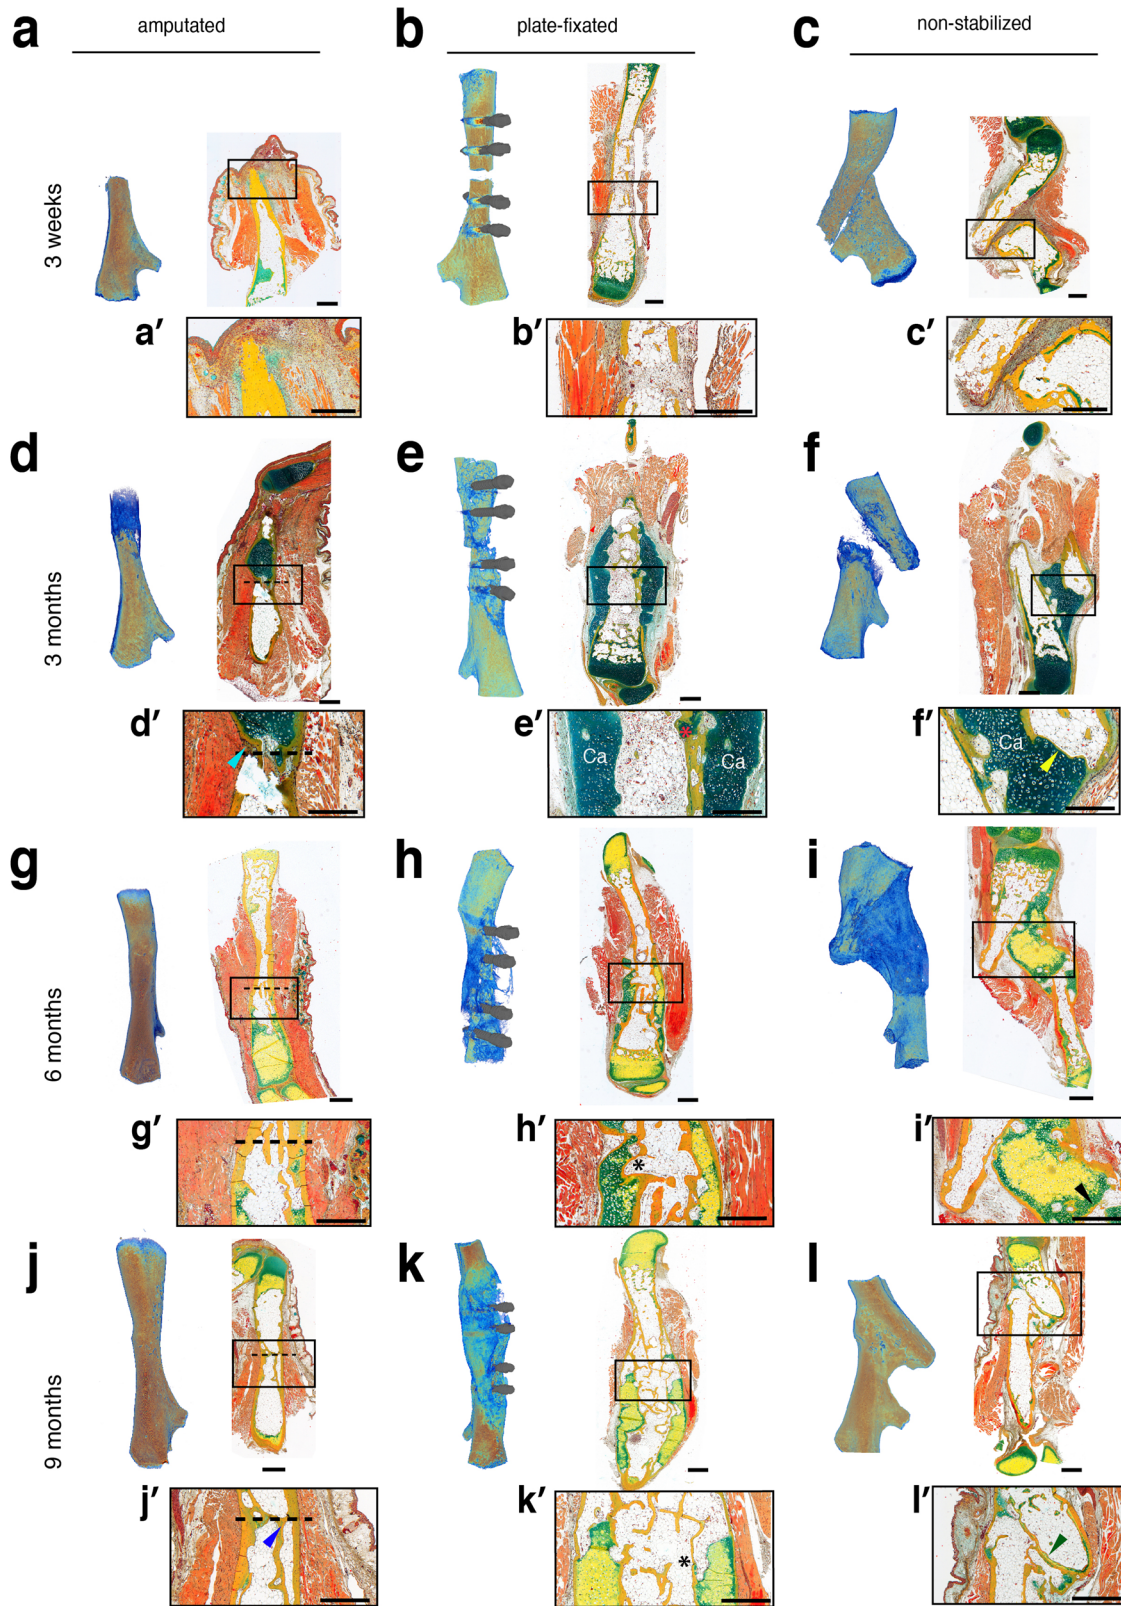 a amputated
b plate-fixated
c non-stabilized
3 weeks
a′
b′
c′
d
e
f
3 months
d′
e′ Ca * Ca
f′ Ca
g
h
i
6 months
g′
h′ *
i′
j
k
l
9 months
j′
k′ *
l′